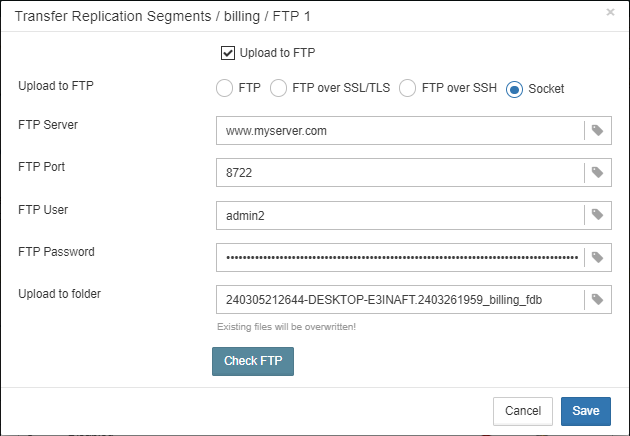 Transfer Replication Segments / billing / FTP 1
×
Upload to FTP
Upload to FTP FTP FTP over SSL/TLS FTP over SSH Socket
FTP Server www.myserver.com
FTP Port 8722
FTP User admin2
FTP Password
Upload to folder 240305212644-DESKTOP-E3INAFT.2403261959_billing_fdb
Existing files will be overwritten!
Check FTP
Cancel Save